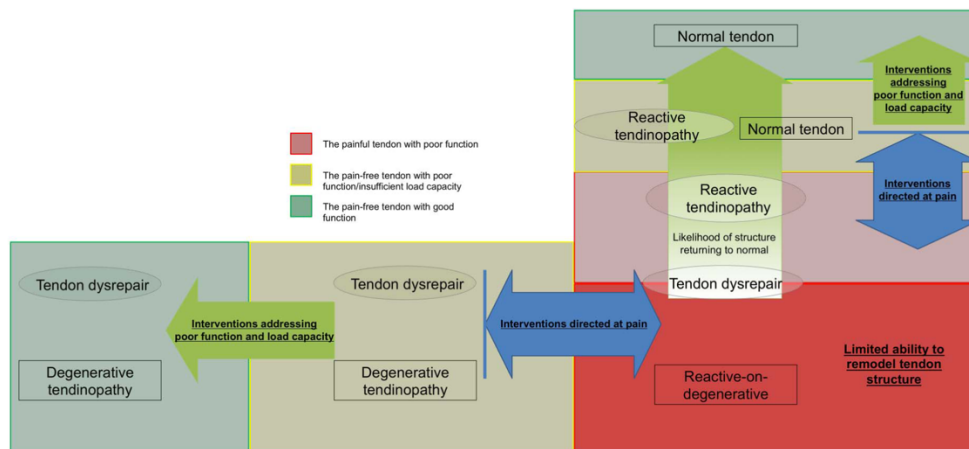 Normal tendon
Interventions
addressing
poor function and
load capacity
Reactive
tendinopathy
Normal tendon
The painful tendon with poor function
The pain-free tendon with poor
function/insufficient load capacity
The pain-free tendon with good
function
Reactive
tendinopathy
Interventions
directed at pain
Likelihood of structure
returning to normal
Tendon dysrepair
Tendon dysrepair
Tendon dysrepair
Interventions addressing
poor function and load capacity
Interventions directed at pain
Degenerative
tendinopathy
Degenerative
tendinopathy
Reactive-on-
degenerative
Limited ability to
remodel tendon
structure